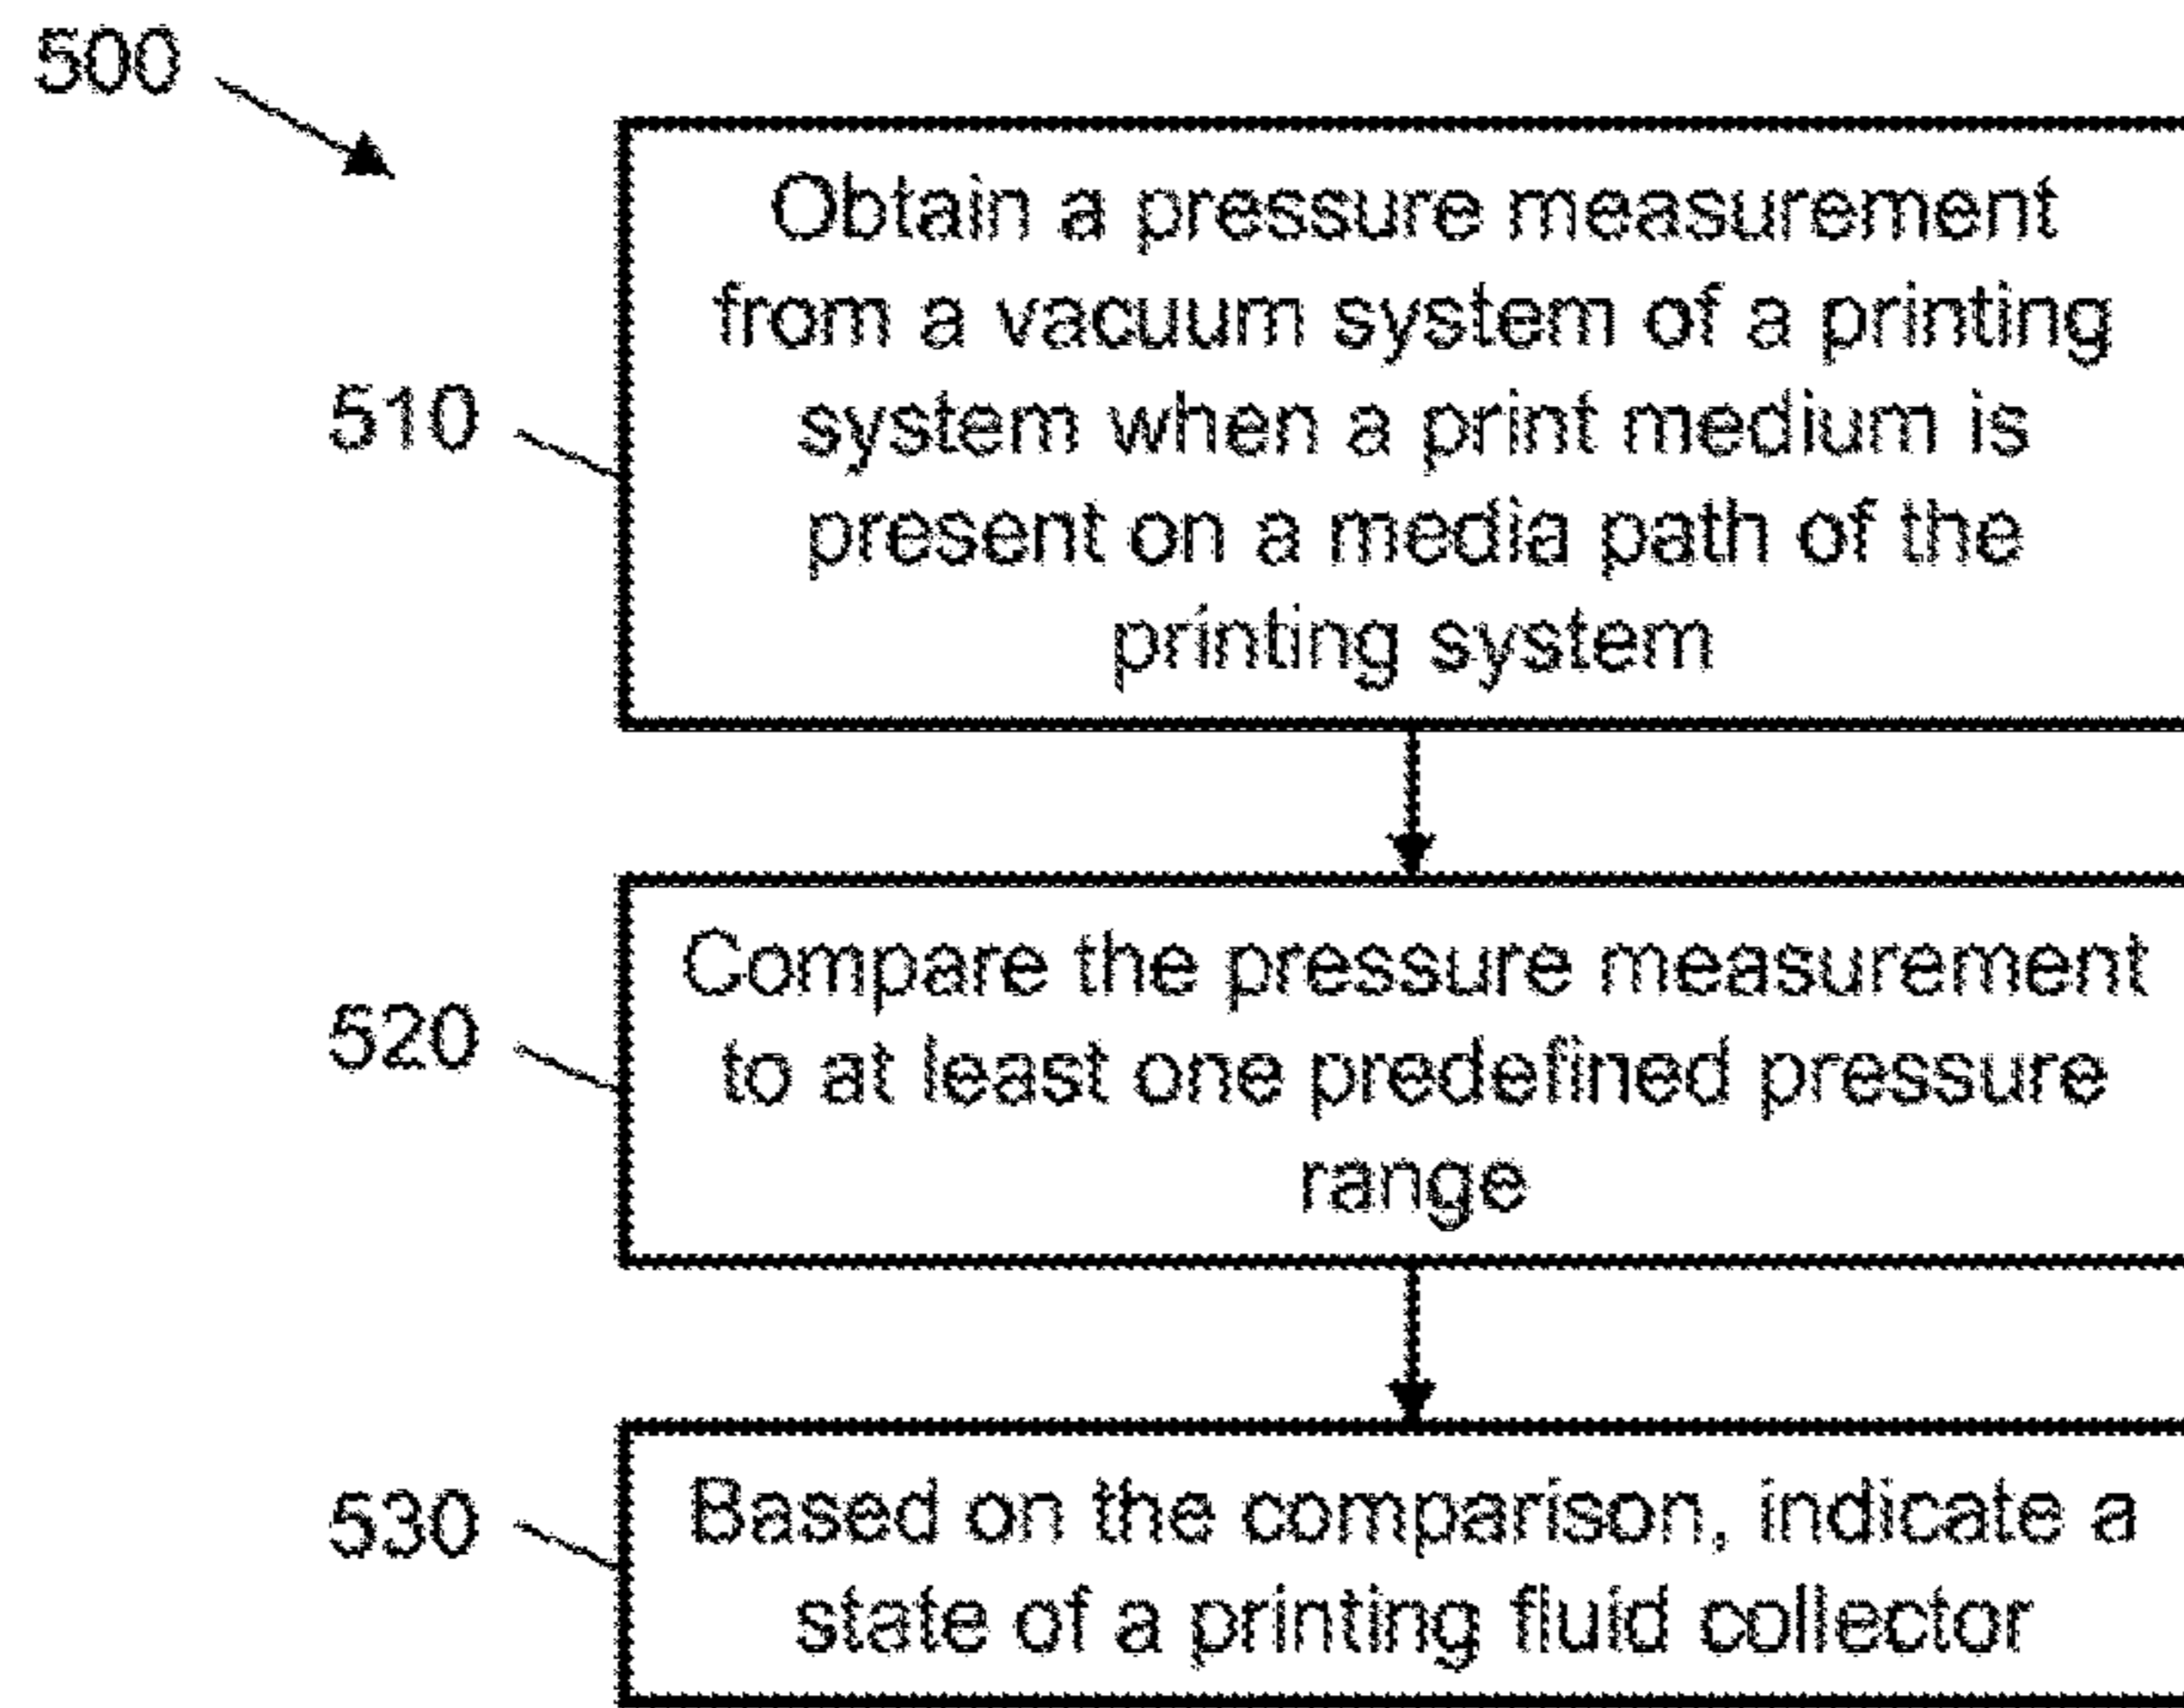 500
Obtain a pressure measurement
from a vacuum system of a printing
system when a print medium is
present on a media path of the
printing system
510
Compare the pressure measurement
to at least one predefined pressure
range
520
Based on the comparison, indicate a
state of a printing fluid collector
530